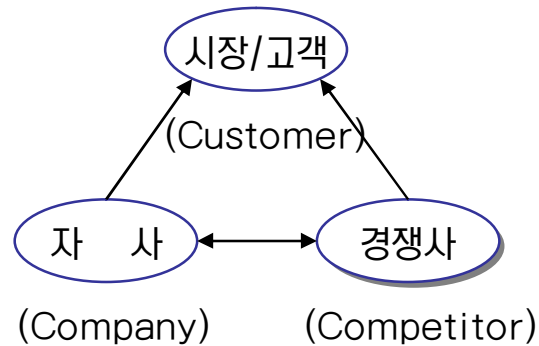 시장/고객
(Customer)
자 사
경쟁사
(Company)
(Competitor)